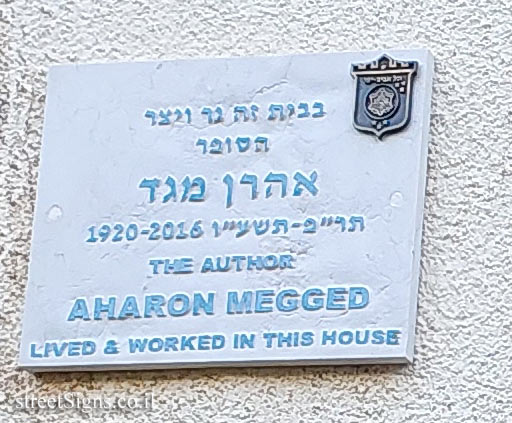 בבית זה גר ויצר
הסופר
אהרן מגד
תר״פ-תשע״ו 1920-2016
THE AUTHOR
AHARON MEGGED
LIVED & WORKED IN THIS HOUSE
streetSigns.co.il